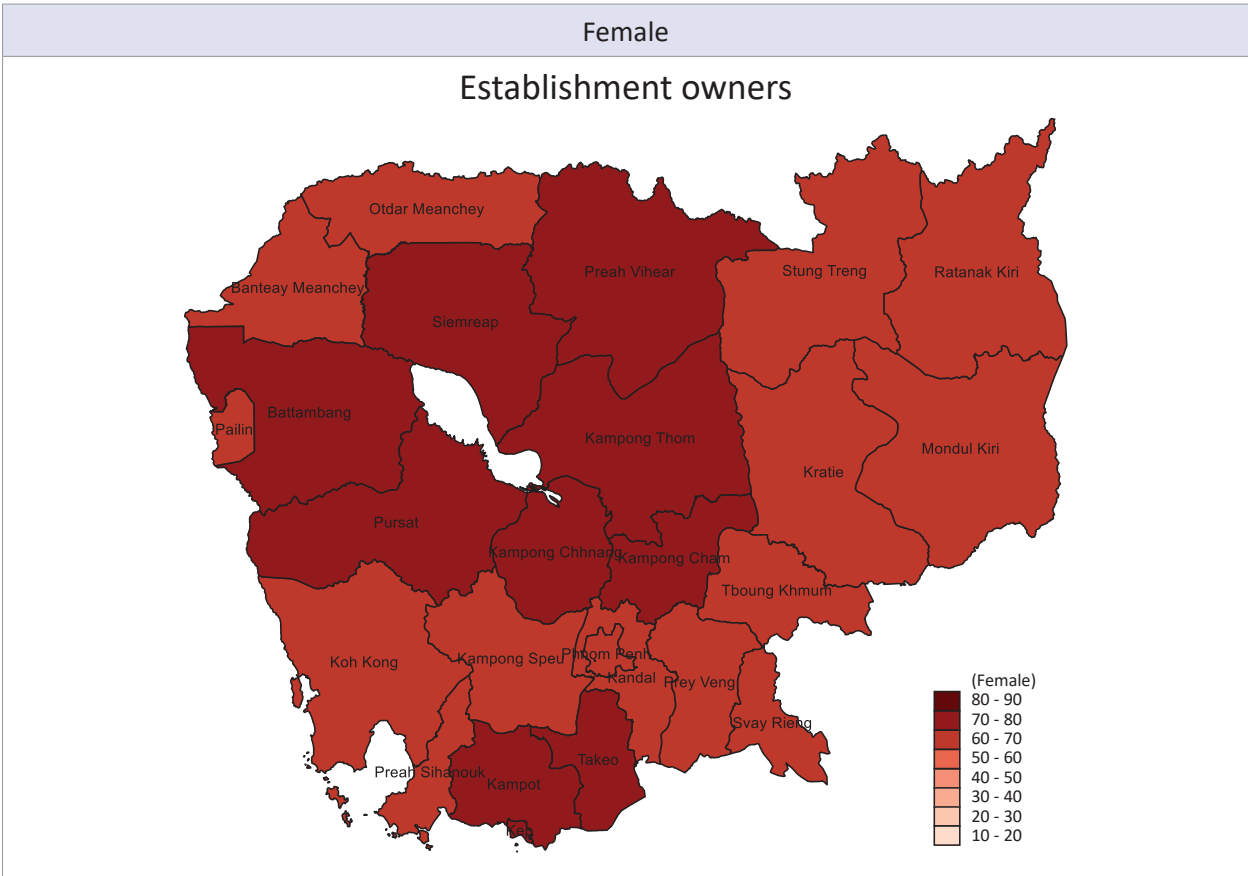 Female
Establishment owners
Otdar Meanchey
Banteay Meanchey
Preah Vihear
Stung Treng
Ratanak Kiri
Siemreap
Battambang
Pailin
Kampong Thom
Kratie
Mondul Kiri
Pursat
Kampong Chhnang
Kampong Cham
Tboung Khmum
Koh Kong
Kampong Speu
Phnom Penh
Kandal
Prey Veng
Svay Rieng
Preah Sihanouk
Kampot
Takeo
Kep
(Female)
80 - 90
70 - 80
60 - 70
50 - 60
40 - 50
30 - 40
20 - 30
10 - 20